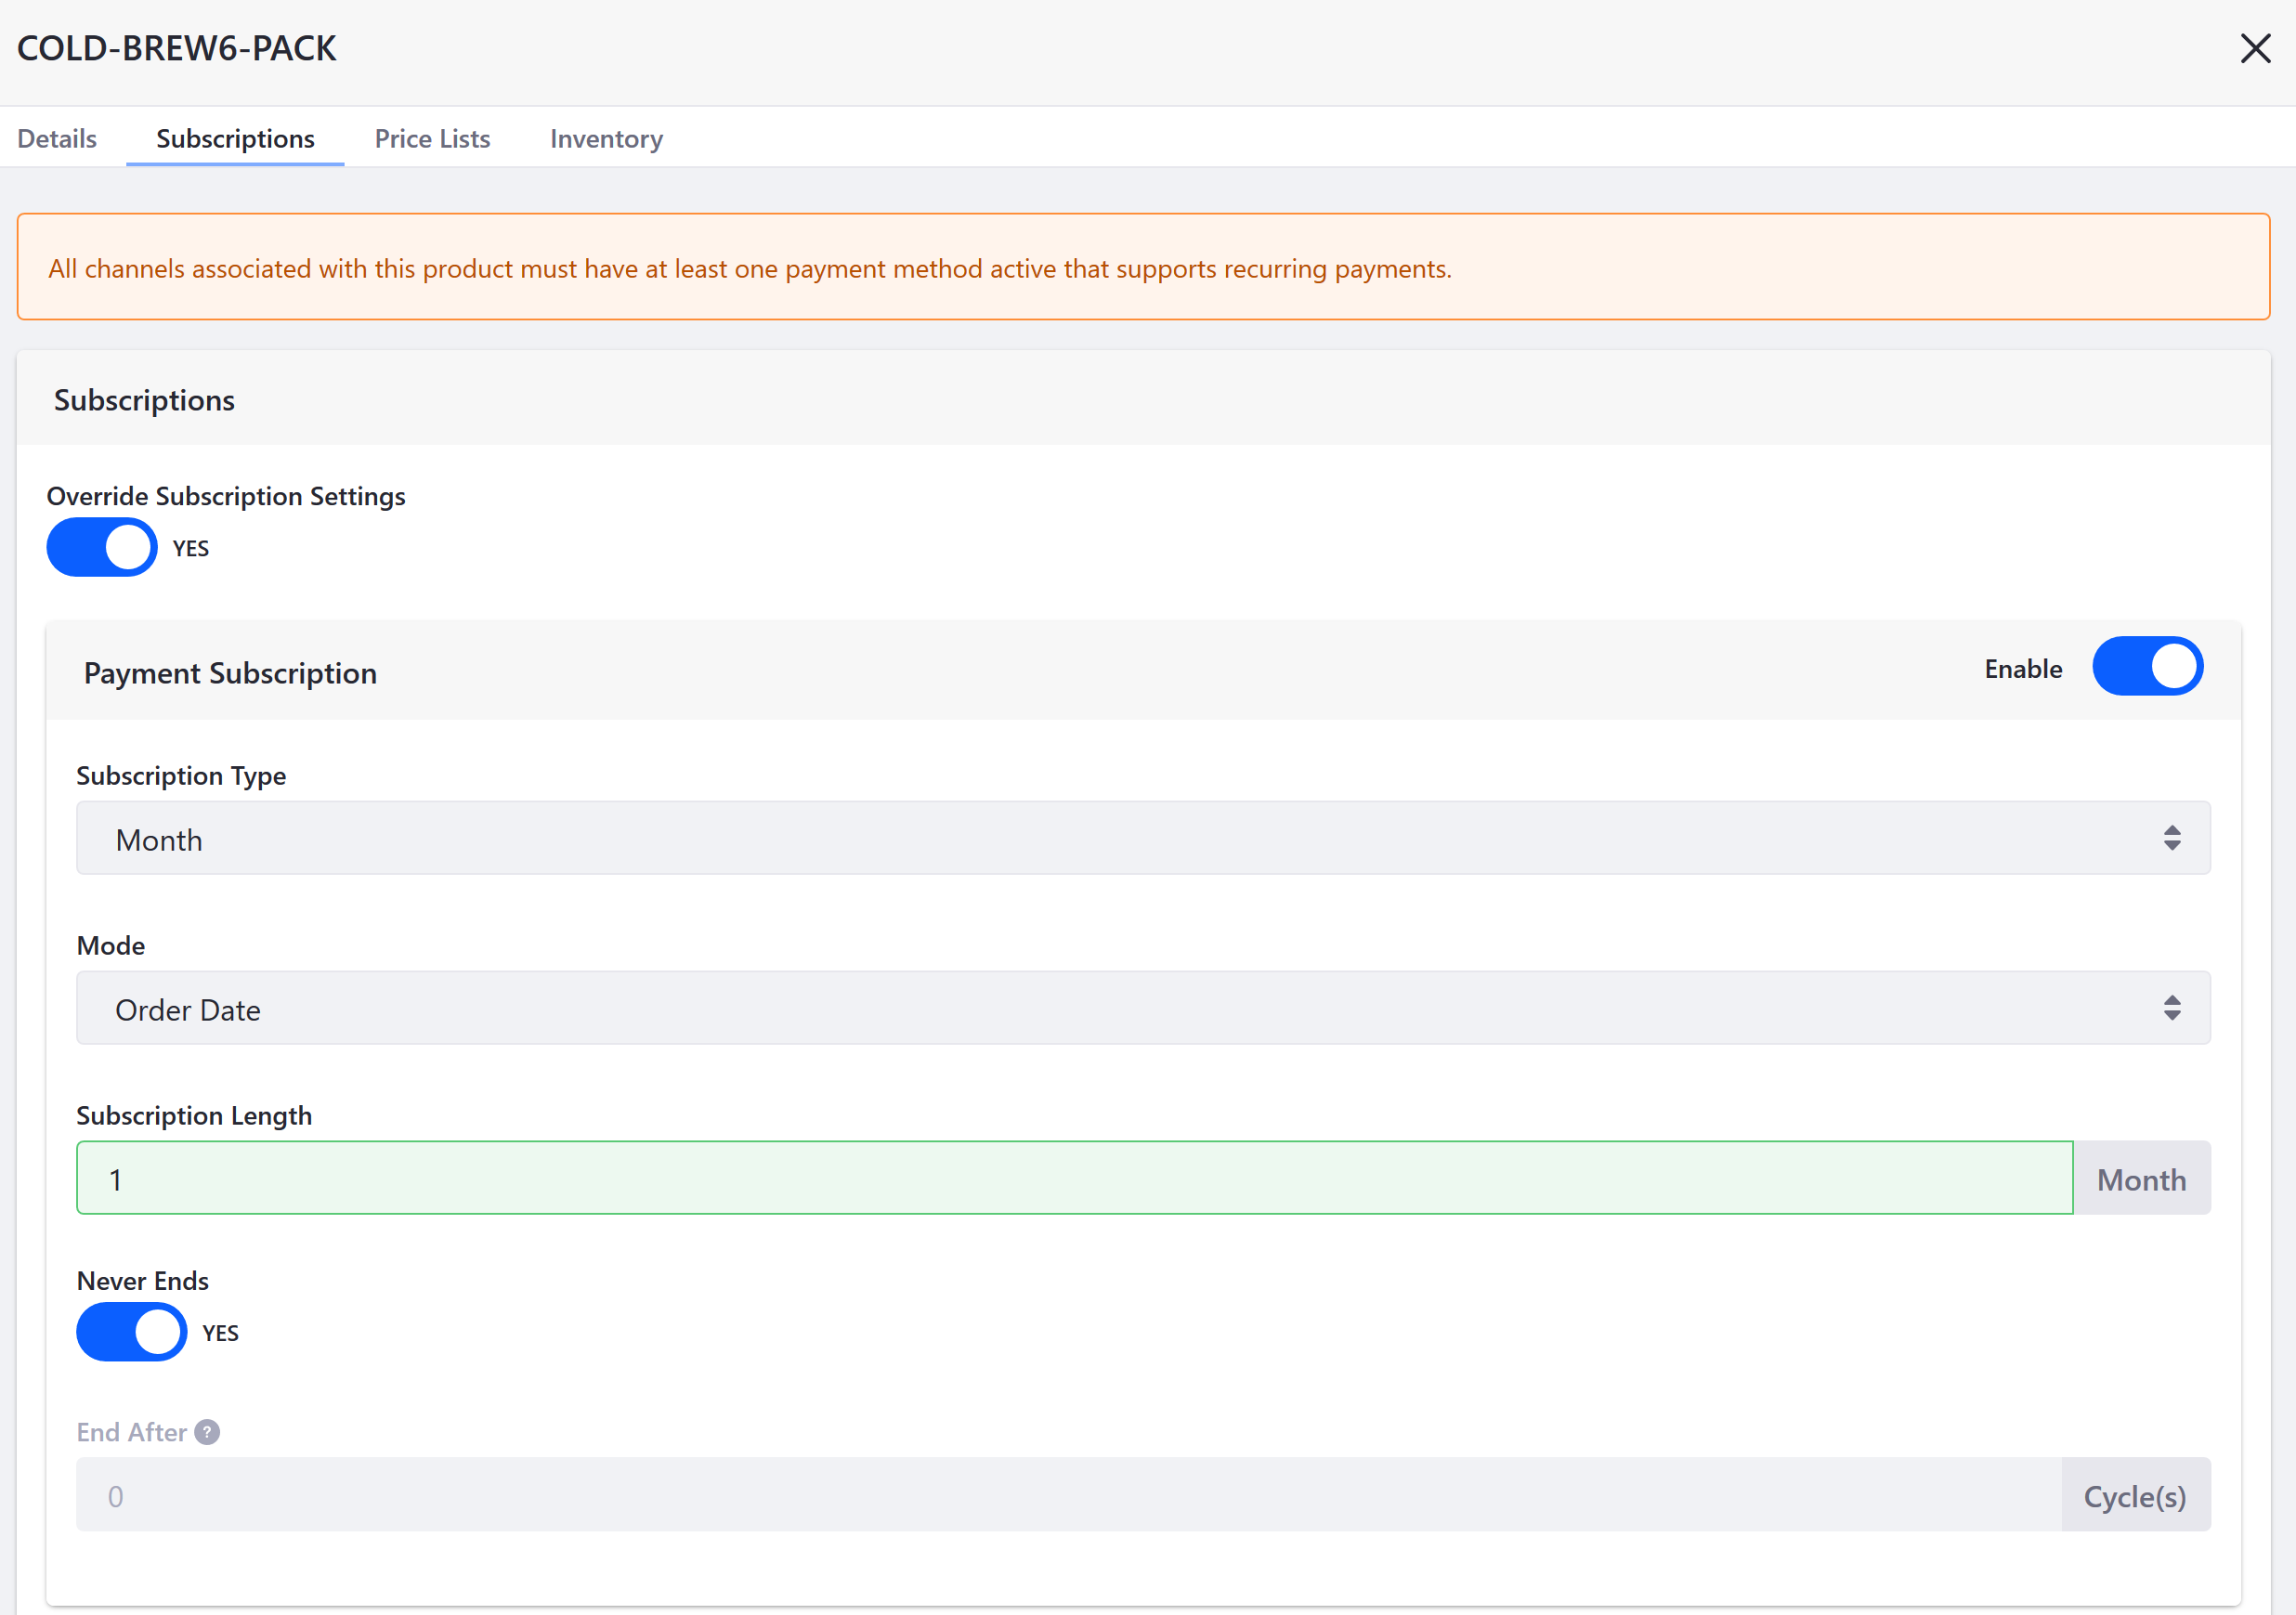 COLD-BREW6-PACK
Details Subscriptions Price Lists Inventory
All channels associated with this product must have at least one payment method active that supports recurring payments.
Subscriptions
Override Subscription Settings
YES
Payment Subscription Enable
Subscription Type
Month
Mode
Order Date
Subscription Length
1 Month
Never Ends
YES
End After ?
0 Cycle(s)